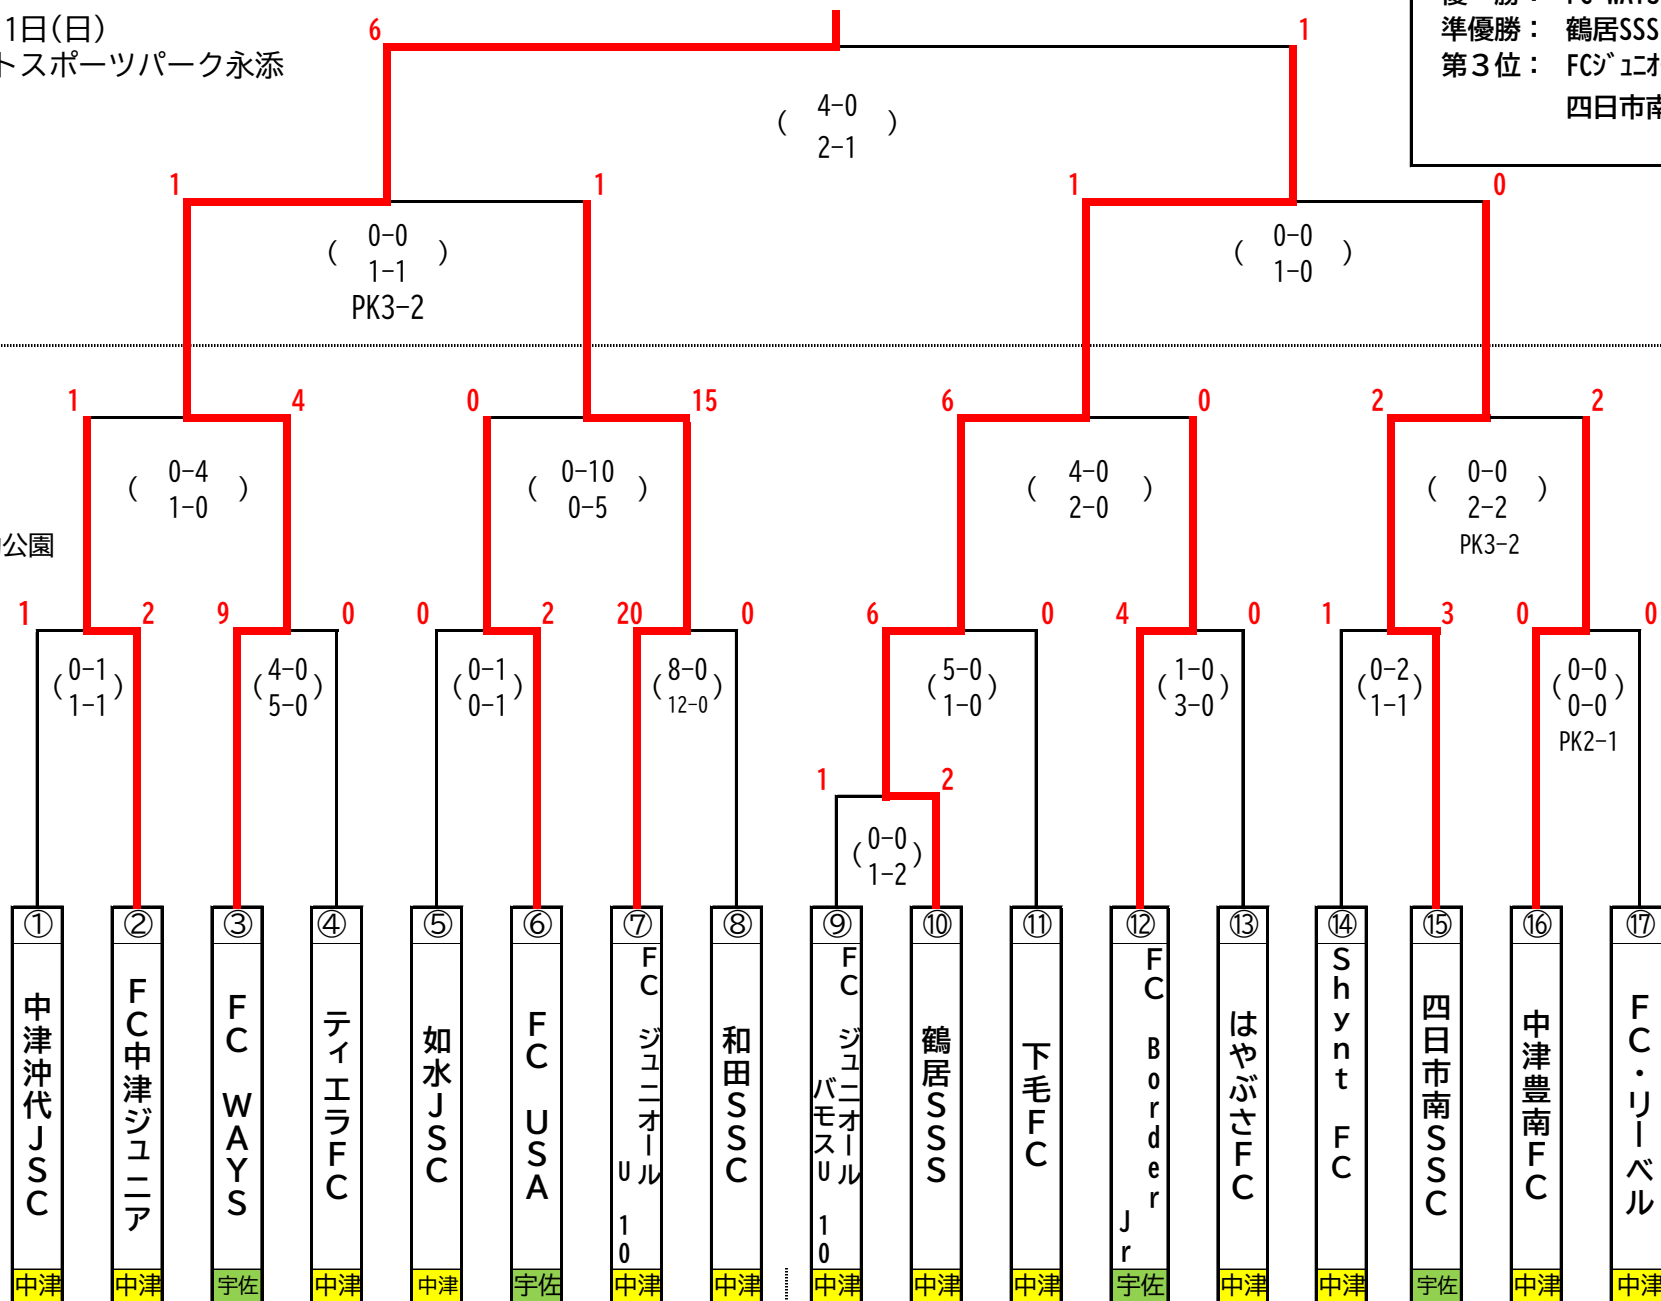 1日(日)
トスポーツパーク永添
準優勝： 鶴居SSS
第３位： FCｼﾞｭﾆｵ
四日市南
6 1
( 4-0
2-1 )
1 1 1 0
( 0-0
1-1 )
PK3-2
( 0-0
1-0 )
1 4 0 15 6 0 2 2
( 0-4
1-0 )
( 0-10
0-5 )
( 4-0
2-0 )
( 0-0
2-2 )
PK3-2
公園
1 2 9 0 0 2 20 0 6 0 4 0 1 3 0 0
( 0-1
1-1 )
( 4-0
5-0 )
( 0-1
0-1 )
( 8-0
12-0 )
( 5-0
1-0 )
( 1-0
3-0 )
( 0-2
1-1 )
( 0-0
0-0 )
PK2-1
1 2
( 0-0
1-2 )
① 中津沖代JSC 中津
② FC中津ジュニア 中津
③ FC WAYS 宇佐
④ ティエラFC 中津
⑤ 如水JSC 中津
⑥ FC USA 宇佐
⑦ FC ジュニオール U 10 中津
⑧ 和田SSC 中津
⑨ FC ジュニオール バモスU 10 中津
⑩ 鶴居SSS 中津
⑪ 下毛FC 中津
⑫ FC Border Jr 宇佐
⑬ はやぶさFC 中津
⑭ Shynt FC 中津
⑮ 四日市南SSC 宇佐
⑯ 中津豊南FC 中津
⑰ FC・リーベル 中津